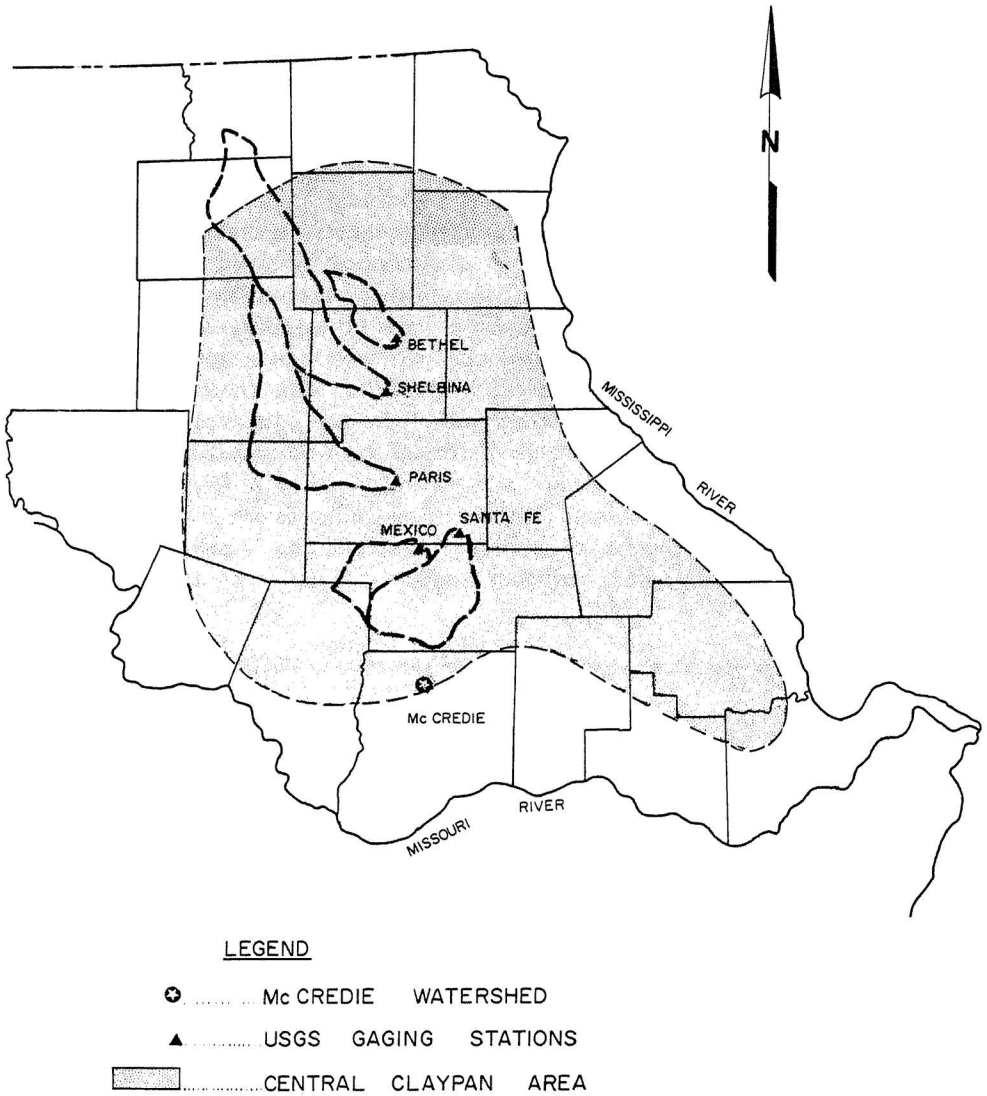 N
BETHEL
SHELBINA
MISSISSIPPI
RIVER
PARIS
SANTA FE
MEXICO
Mc CREDIE
RIVER
MISSOURI
LEGEND
Mc CREDIE WATERSHED
USGS GAGING STATIONS
CENTRAL CLAYPAN AREA